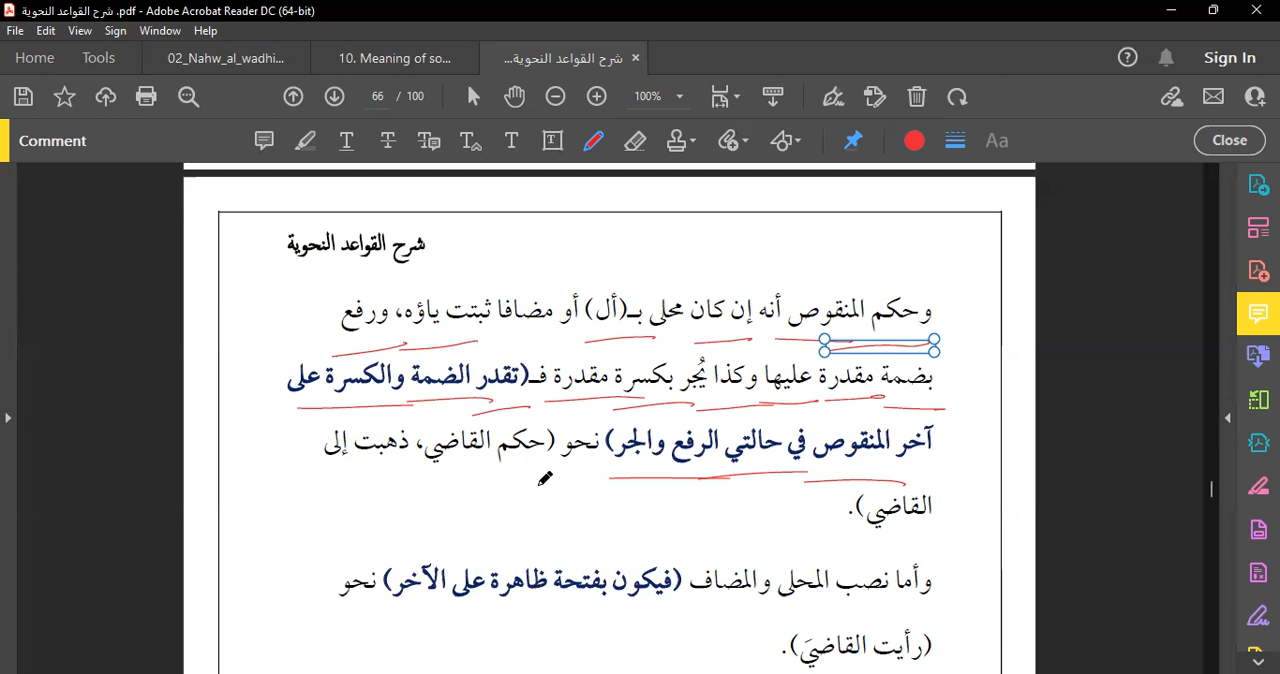 شرح القواعد النحوية .pdf - Adobe Acrobat Reader DC (64-bit)
File Edit View Sign Window Help
Home Tools 02_Nahw_al_wadhi... 10. Meaning of so... شرح القواعد النحوية... × Sign In
66 / 100 100%
Comment Aa Close
شرح القواعد النحوية
وحكم المنقوص أنه إن كان محلى بـ(أل) أو مضافا ثبتت ياؤه، ورفع
بضمة مقدرة عليها وكذا يُجر بكسرة مقدرة فـ(تقدر الضمة والكسرة على
آخر المنقوص في حالتي الرفع والجر) نحو (حكم القاضي، ذهبت إلى
القاضي).
وأما نصب المحلى والمضاف (فيكون بفتحة ظاهرة على الآخر) نحو
(رأيت القاضيَ).